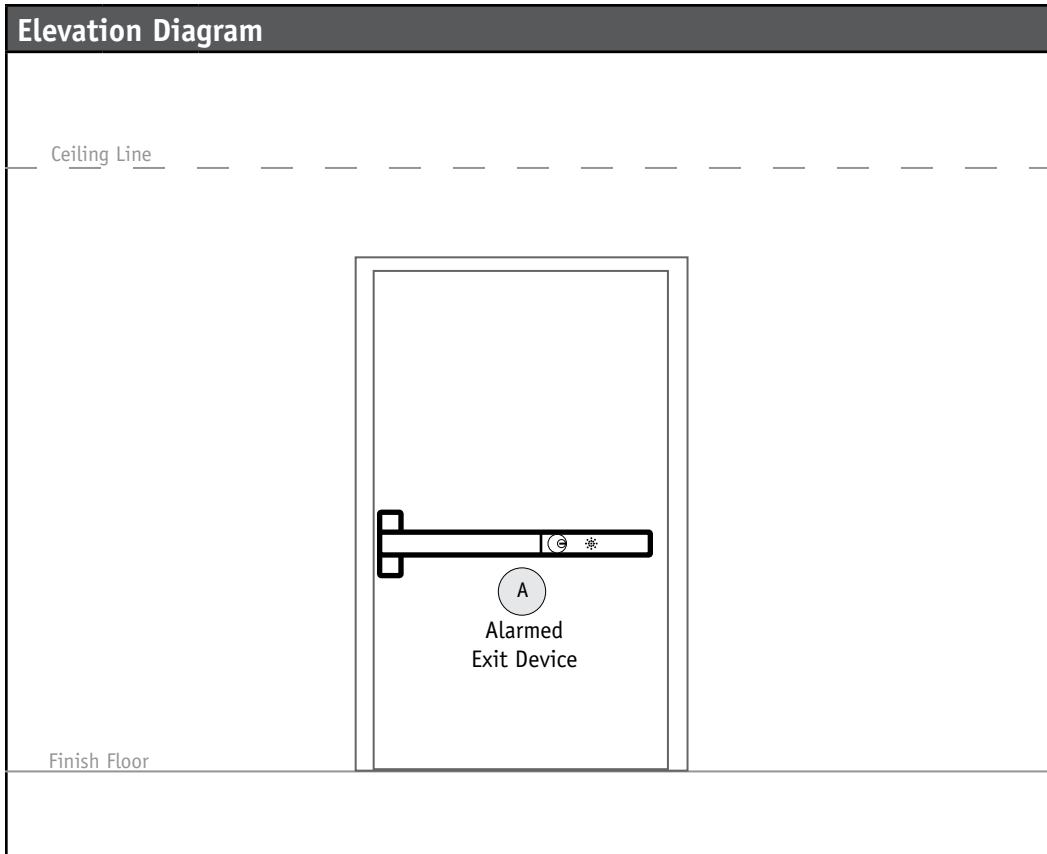 Elevation Diagram
Ceiling Line
A
Alarmed
Exit Device
Finish Floor